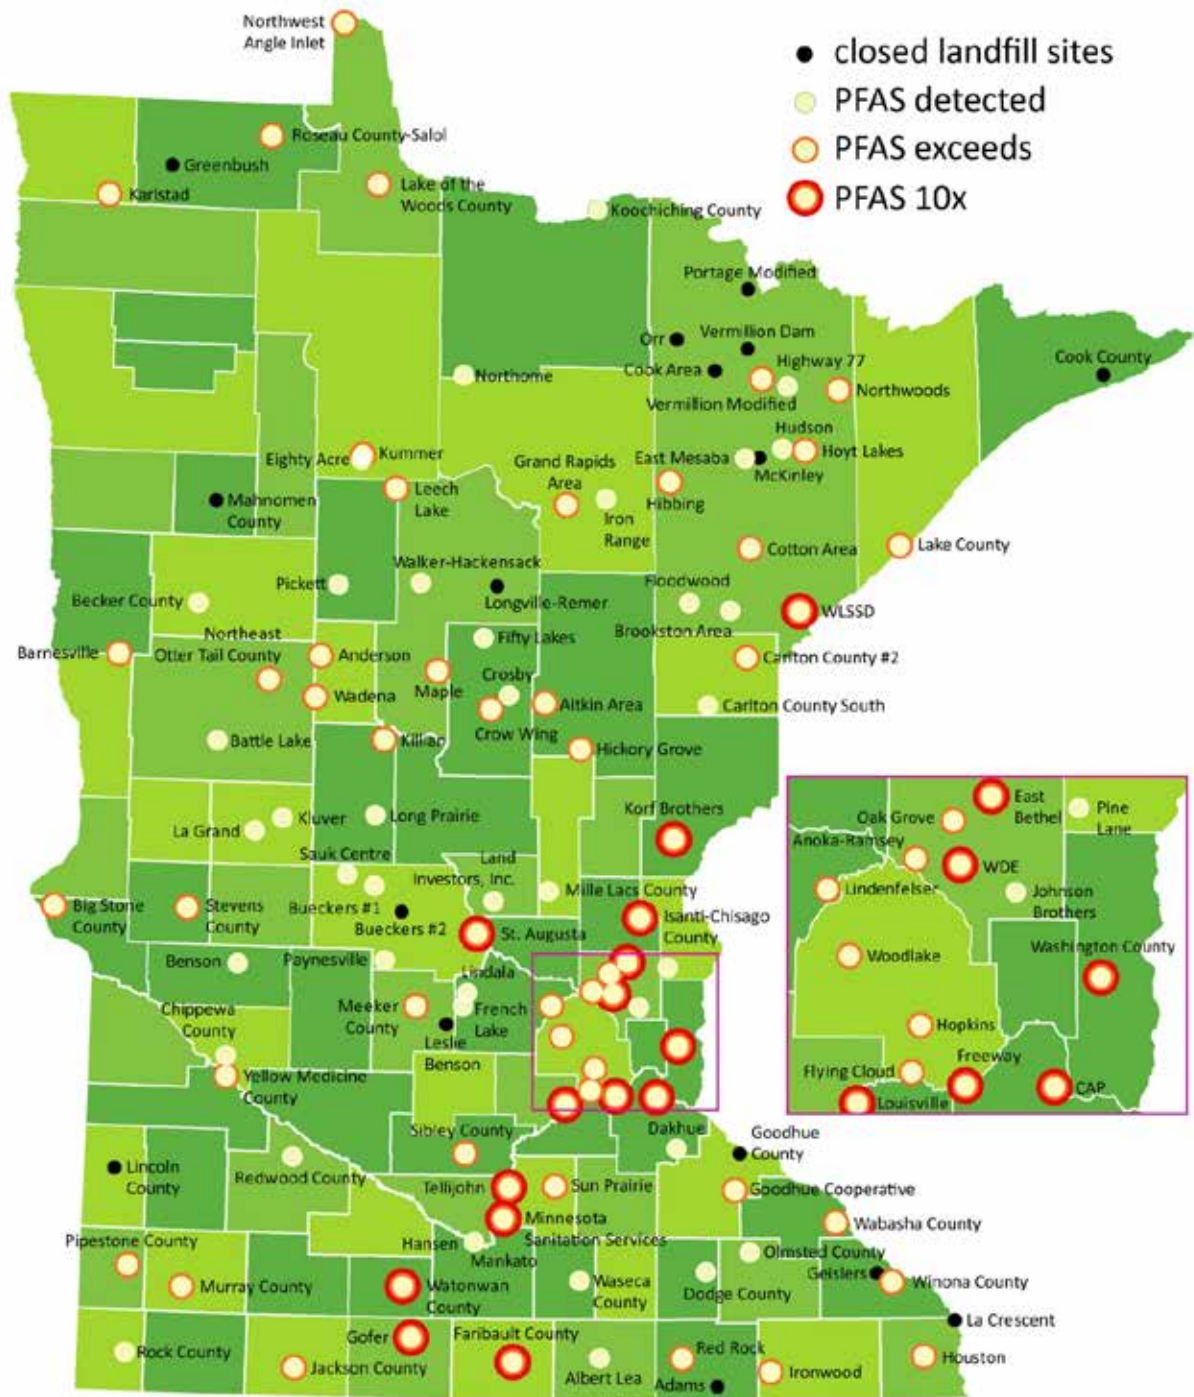 Northwest
Angle Inlet
closed landfill sites
PFAS detected
PFAS exceeds
PFAS 10x
Roseau County-Salol
Greenbush
Karlstad
Lake of the
Woods County
Koochiching County
Portage Modified
Orr
Vermillion Dam
Cook Area
Highway 77
Cook County
Northome
Vermillion Modified
Northwoods
Hudson
Eighty Acre
Kummer
Grand Rapids
Area
East Mesaba
Hoyt Lakes
McKinley
Leech
Lake
Hibbing
Mahnomen
County
Iron
Range
Cotton Area
Lake County
Walker-Hackensack
Pickett
Longville-Remer
Floodwood
Becker County
Brookston Area
WLSSD
Northeast
Otter Tail County
Fifty Lakes
Barnesville
Anderson
Carlton County #2
Crosby
Maple
Wadena
Aitkin Area
Carlton County South
Crow Wing
Battle Lake
Killian
Hickory Grove
Korf Brothers
Kluver
Long Prairie
La Grand
Sauk Centre
Land
Investors, Inc.
Mille Lacs County
Big Stone
County
Stevens
County
Bueckers #1
Bueckers #2
St. Augusta
Isanti-Chisago
County
Benson
Paynesville
Lindala
Chippewa
County
Meeker
County
French
Lake
Leslie
Benson
Yellow Medicine
County
East
Bethel
Pine
Lane
Oak Grove
Anoka-Ramsey
WDE
Lindenfelser
Johnson
Brothers
Woodlake
Washington County
Hopkins
Freeway
Flying Cloud
CAP
Louisville
Sibley County
Dakhue
Goodhue
County
Lincoln
County
Redwood County
Tellijohn
Sun Prairie
Goodhue Cooperative
Minnesota
Sanitation Services
Wabasha County
Pipestone County
Hansen
Mankato
Olmsted County
Geislers
Murray County
Watonwan
County
Waseca
County
Dodge County
Winona County
La Crescent
Gofer
Faribault County
Rock County
Jackson County
Albert Lea
Red Rock
Adams
Ironwood
Houston